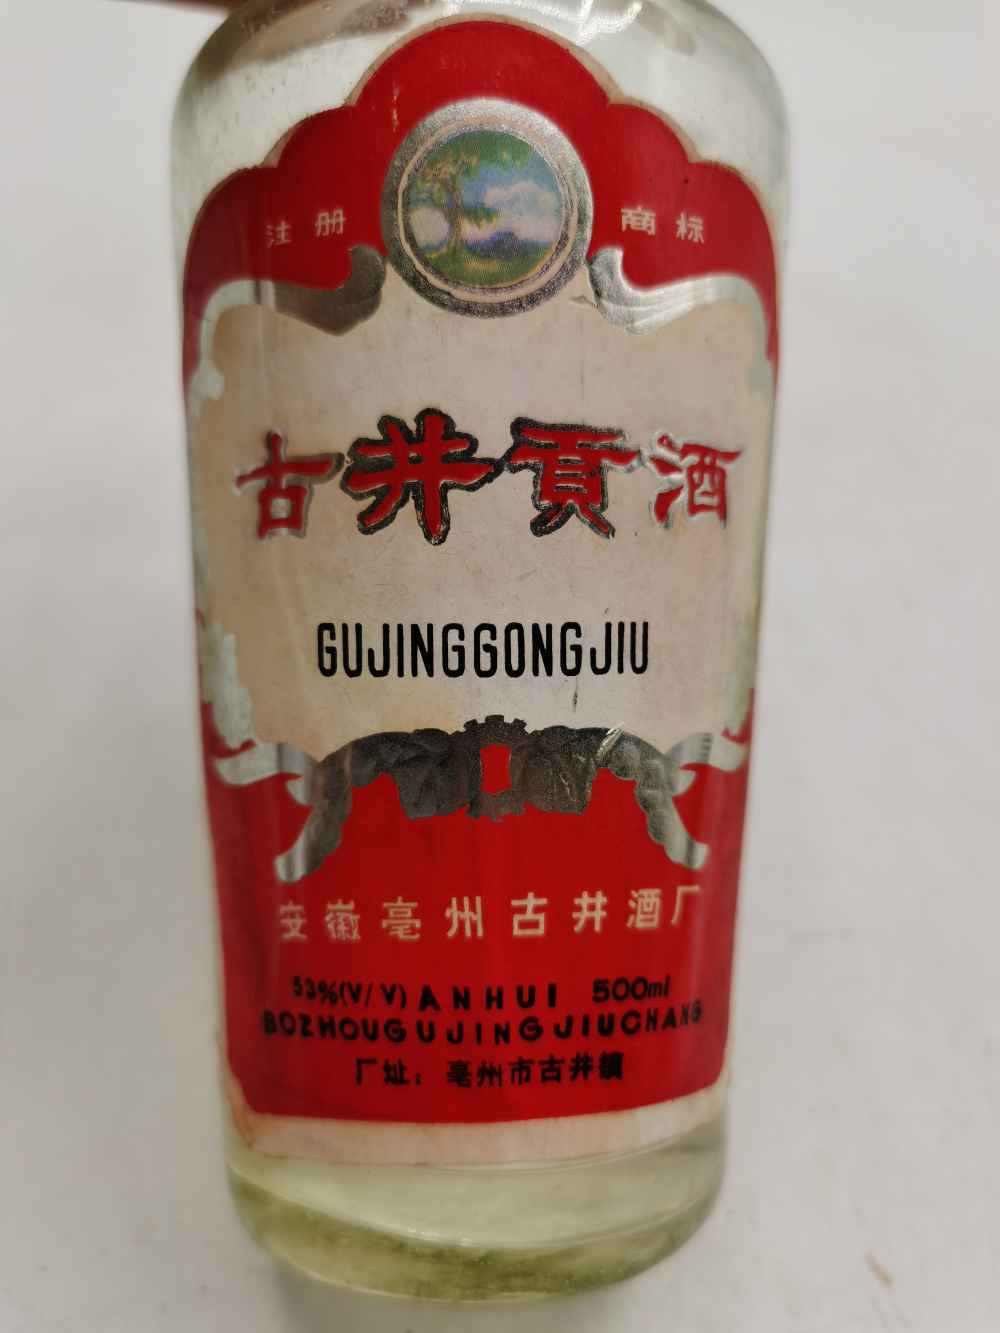 注册 商标
古井贡酒
GUJINGGONGJIU
安徽亳州古井酒厂
53%(V/V) ANHUI 500ml
BOZHOUGUJINGJIUCHANG
厂址：亳州市古井镇